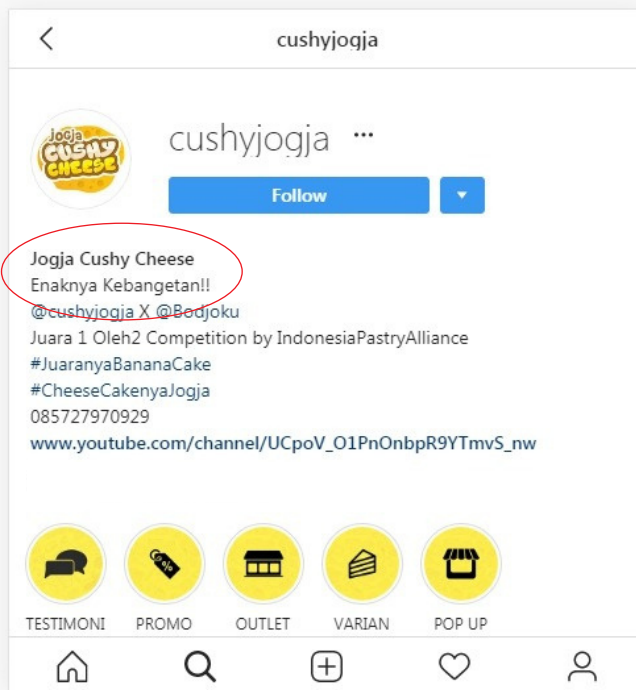 cushyjogja
jogja
CUSHY
CHEESE
cushyjogja ...
Follow
Jogja Cushy Cheese
Enaknya Kebangetan!!
@cushyjogja X @Bodjoku
Juara 1 Oleh2 Competition by IndonesiaPastryAlliance
#JuaranyaBananaCake
#CheeseCakenyaJogja
085727970929
www.youtube.com/channel/UCpoV_O1PnOnbpR9YTmvS_nw
%
TESTIMONI PROMO OUTLET VARIAN POP UP